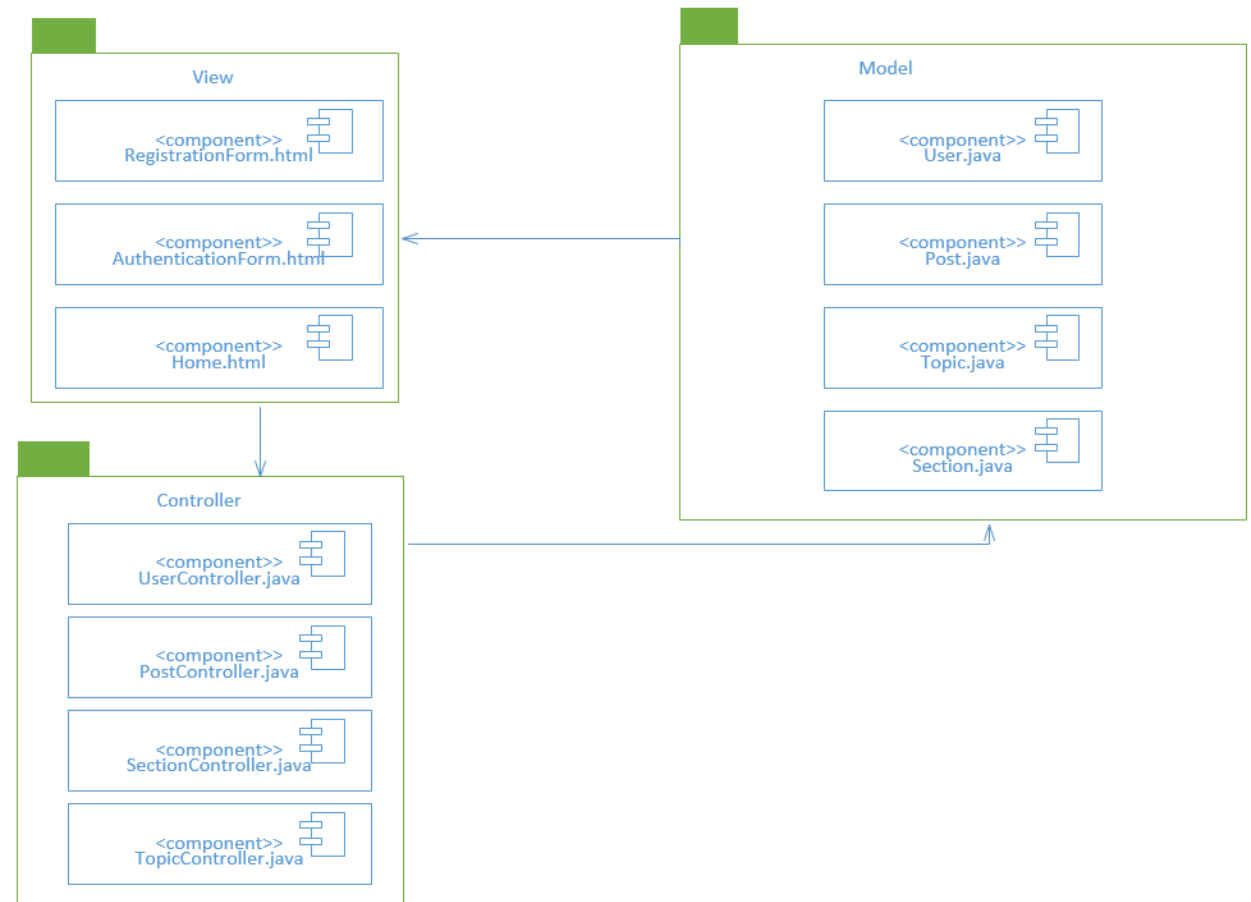 View
<component>>
RegistrationForm.html
<component>>
AuthenticationForm.html
<component>>
Home.html
Model
<component>>
User.java
<component>>
Post.java
<component>>
Topic.java
<component>>
Section.java
Controller
<component>>
UserController.java
<component>>
PostController.java
<component>>
SectionController.java
<component>>
TopicController.java